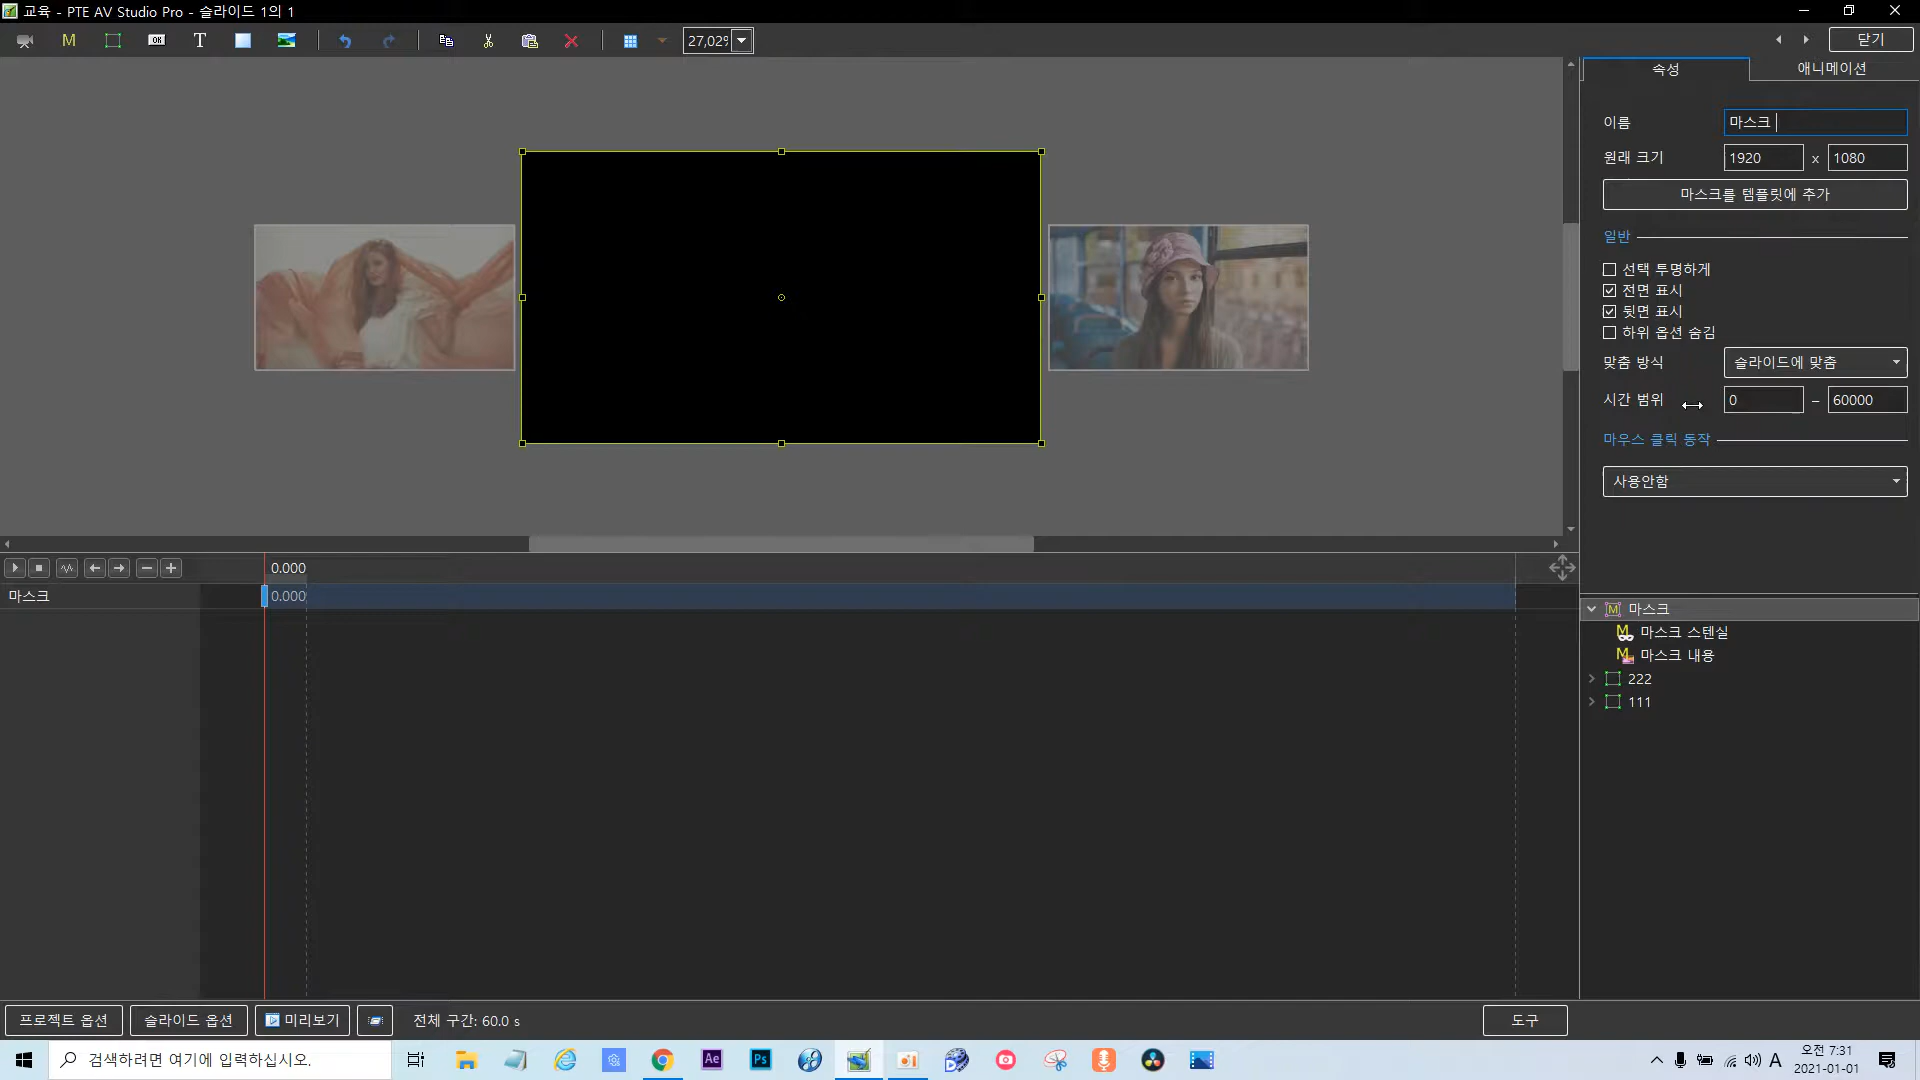 교육 - PTE AV Studio Pro - 슬라이드 1의 1
M
OK
T
27,02%
닫기
속성
애니메이션
이름
마스크
원래 크기
1920 x 1080
마스크를 템플릿에 추가
일반
선택 투명하게
전면 표시
뒷면 표시
하위 옵션 숨김
맞춤 방식
슬라이드에 맞춤
시간 범위
0 – 60000
마우스 클릭 동작
사용안함
0.000
마스크
0.000
마스크
마스크 스텐실
마스크 내용
222
111
프로젝트 옵션
슬라이드 옵션
미리보기
전체 구간: 60.0 s
도구
검색하려면 여기에 입력하십시오.
Ae
Ps
A
오전 7:31
2021-01-01